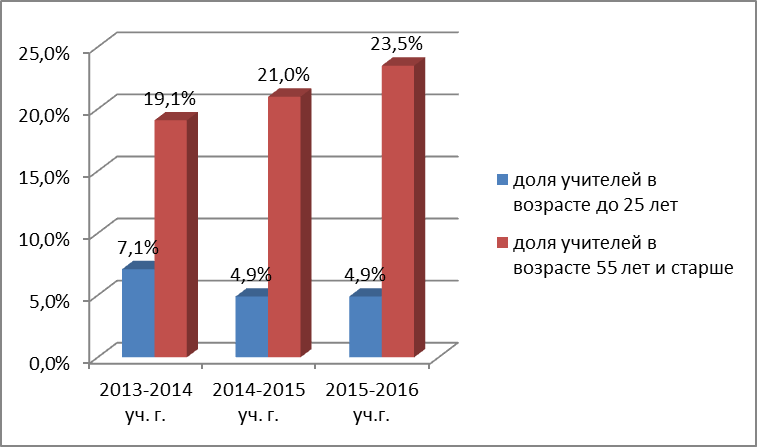 25,0%
20,0%
15,0%
10,0%
5,0%
0,0%
7,1%
19,1%
4,9%
21,0%
4,9%
23,5%
2013-2014
уч. г.
2014-2015
уч. г.
2015-2016
уч.г.
доля учителей в
возрасте до 25 лет
доля учителей в
возрасте 55 лет и старше